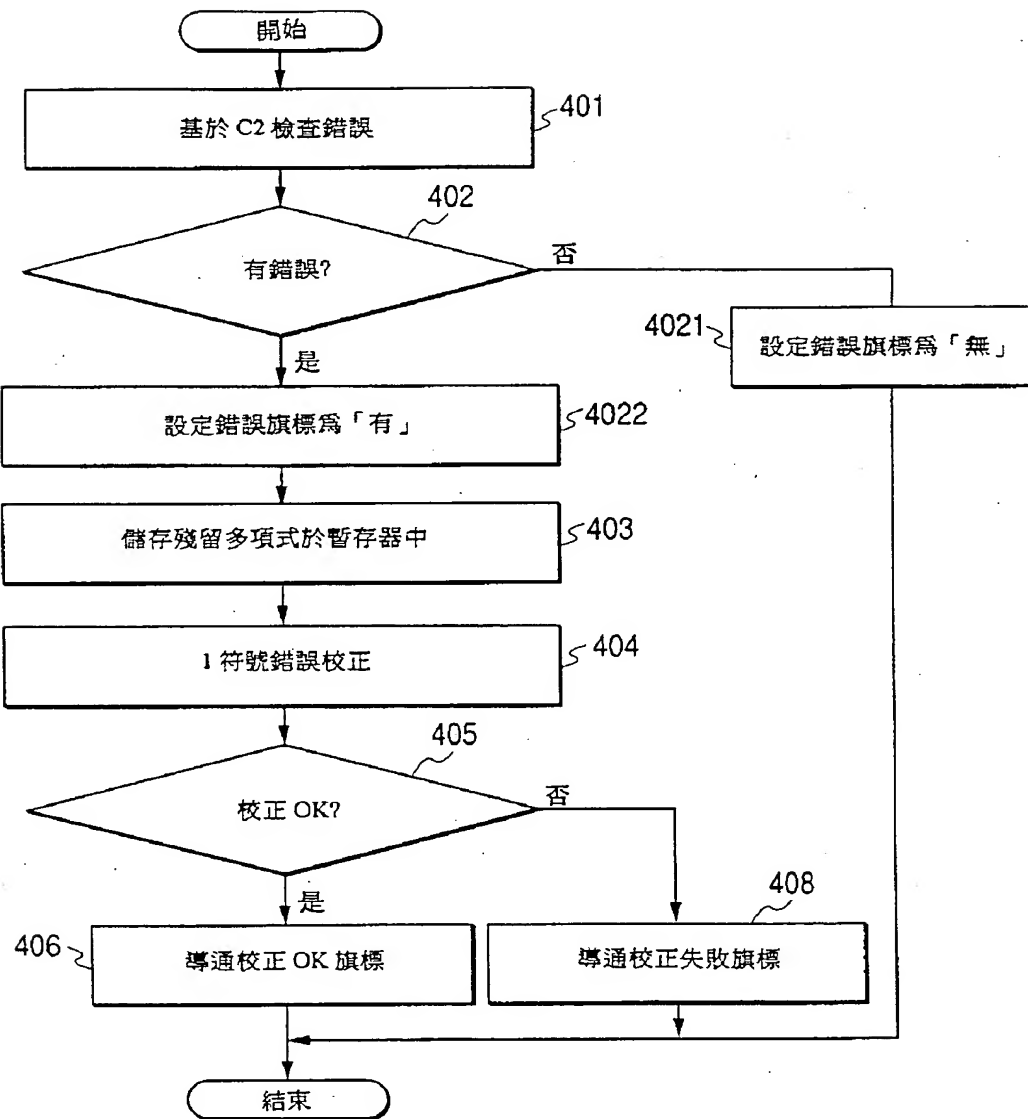 開始
基於 C2 檢查錯誤
401
402
有錯誤?
否
是
4021
設定錯誤旗標爲「無」
設定錯誤旗標爲「有」
4022
儲存殘留多項式於暫存器中
403
1 符號錯誤校正
404
405
校正 OK?
否
是
406
導通校正 OK 旗標
408
導通校正失敗旗標
結束